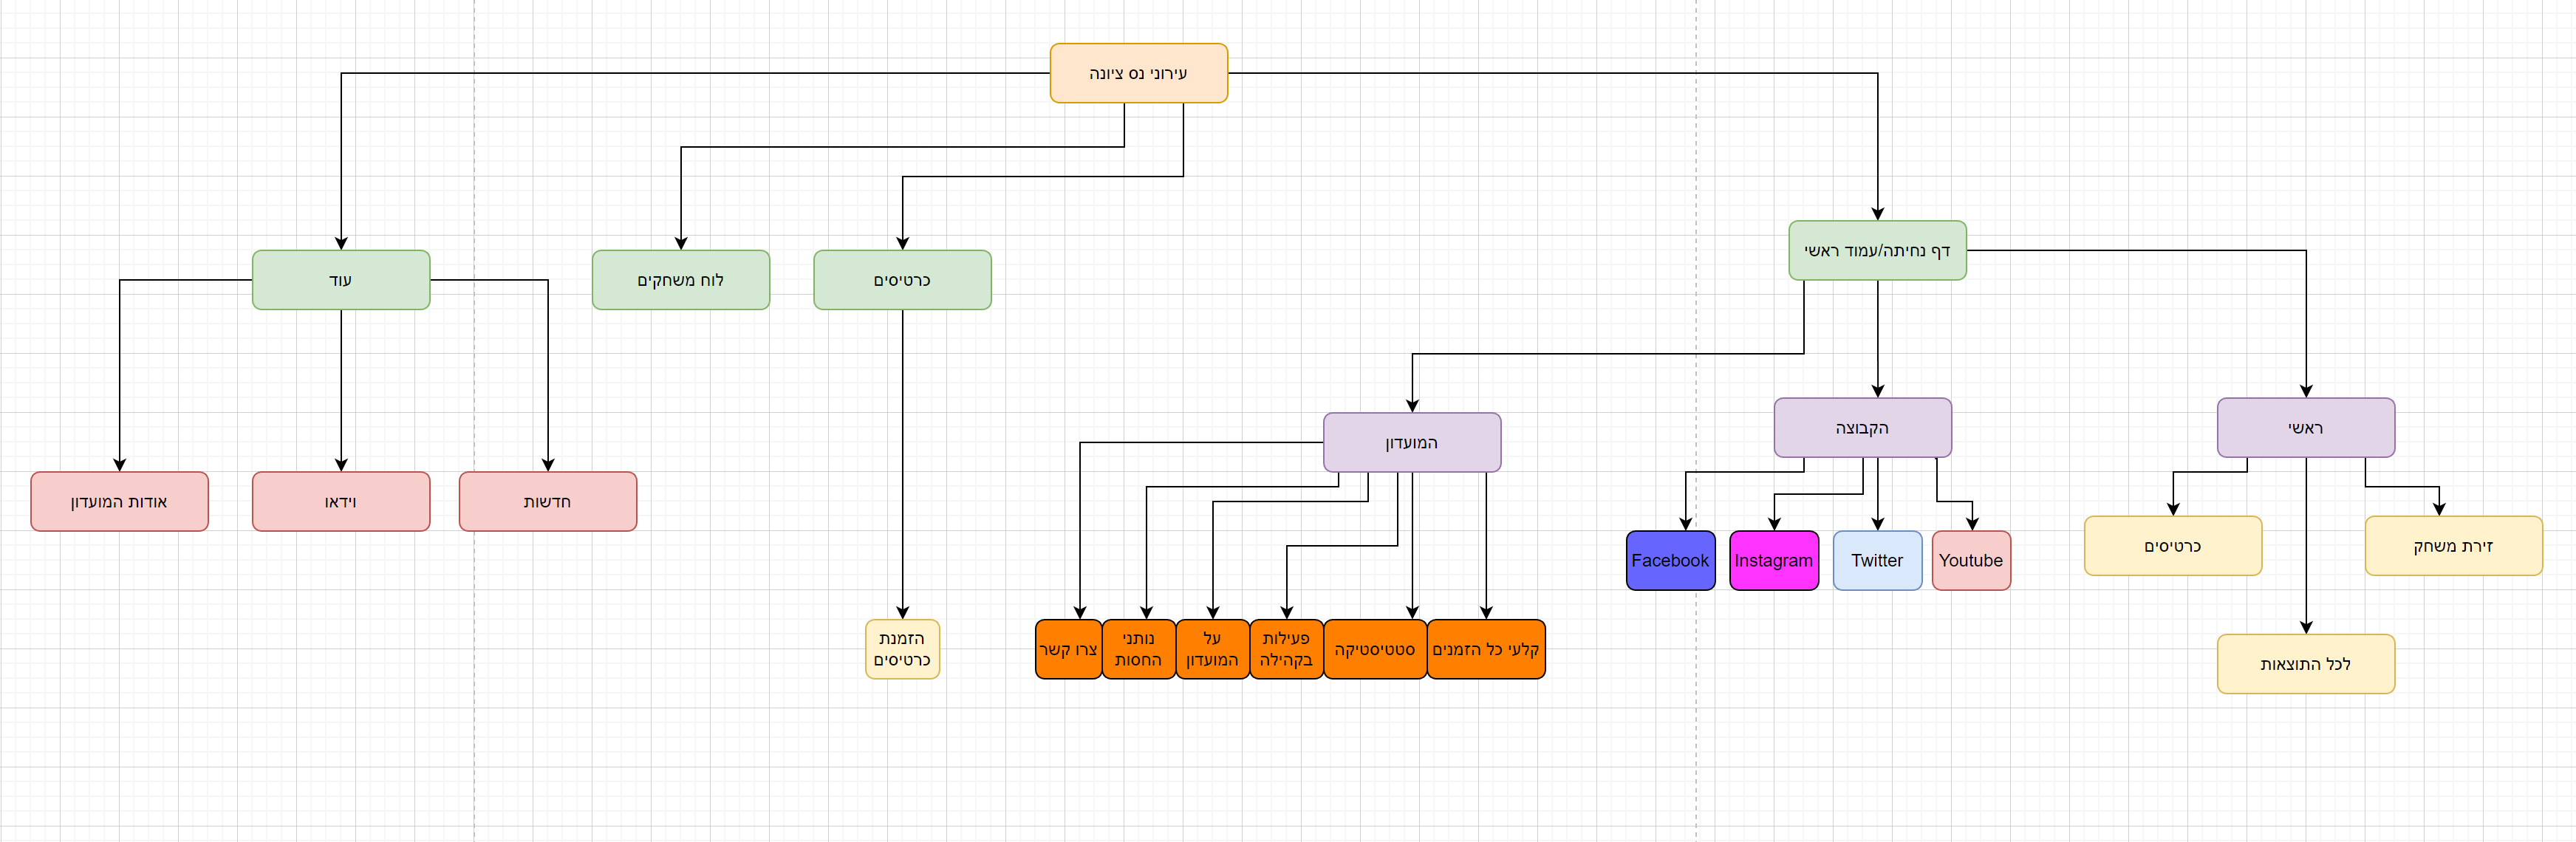 עירוני נס ציונה
דף נחיתה/עמוד ראשי
כרטיסים
לוח משחקים
עוד
ראשי
הקבוצה
המועדון
חדשות
וידאו
אודות המועדון
זירת משחק
כרטיסים
לכל התוצאות
Facebook
Instagram
Twitter
Youtube
קלעי כל הזמנים
סטטיסטיקה
פעילות
בקהילה
על
המועדון
נותני
החסות
צרו קשר
הזמנת
כרטיסים